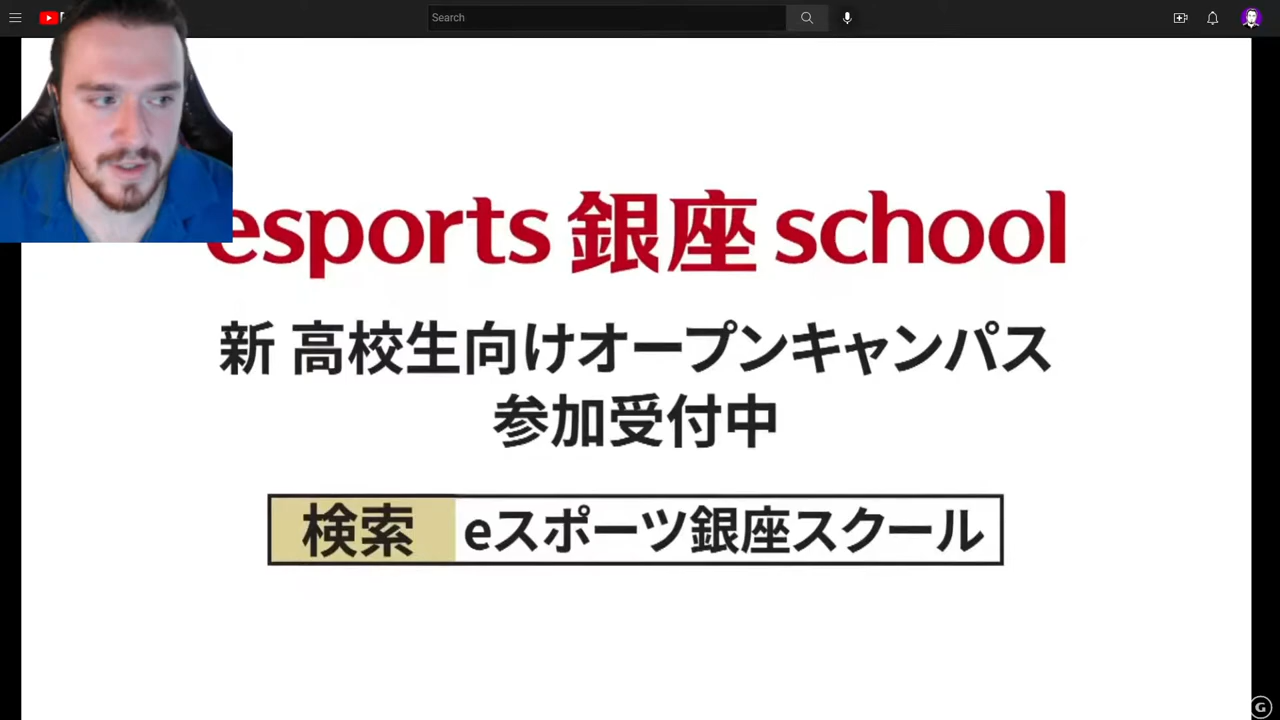 Search
esports 銀座 school
新 高校生向けオープンキャンパス
参加受付中
検索 eスポーツ銀座スクール
G